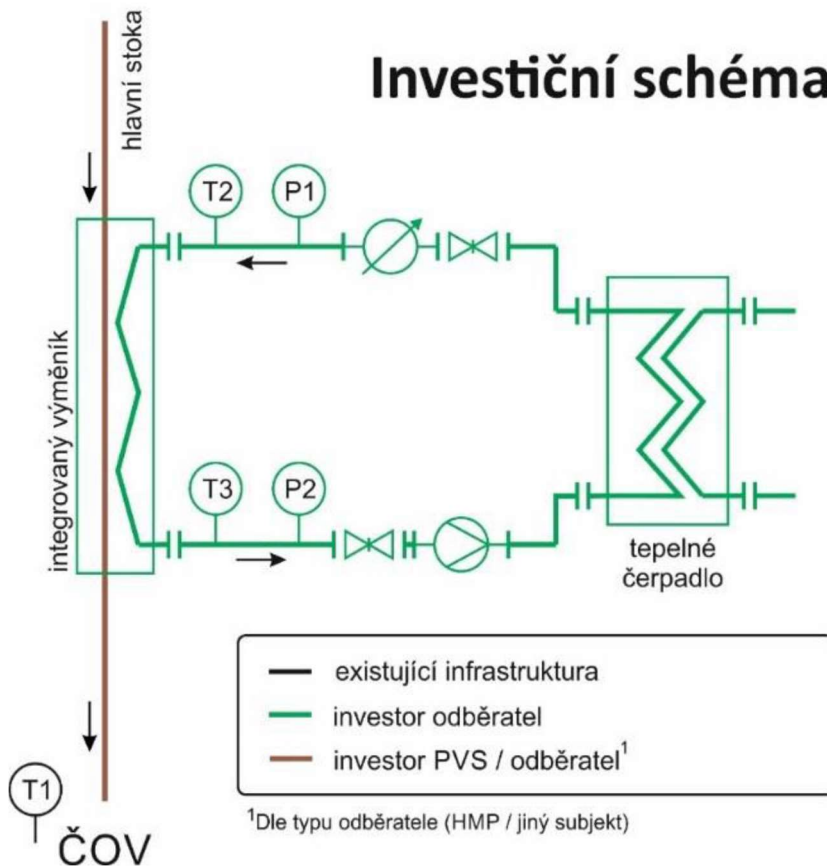 Investiční schéma
hlavní stoka
T2
P1
integrovaný výměník
T3
P2
tepelné
čerpadlo
existující infrastruktura
investor odběratel
investor PVS / odběratel¹
T1
¹Dle typu odběratele (HMP / jiný subjekt)
ČOV